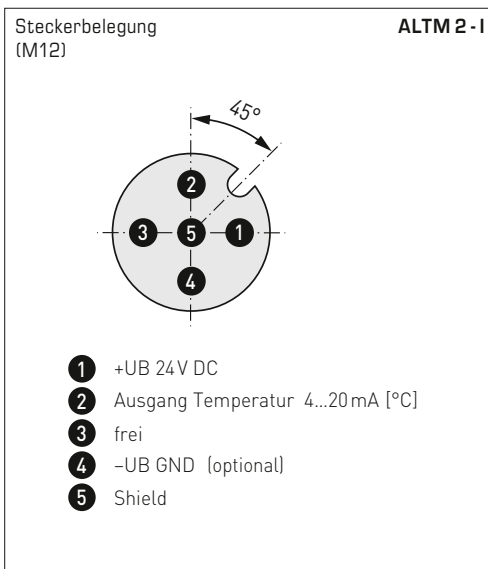 Steckerbelegung ALTM 2 - I
(M12)
45°
2
3 5 1
4
1 +UB 24 V DC
2 Ausgang Temperatur 4...20 mA [°C]
3 frei
4 –UB GND (optional)
5 Shield